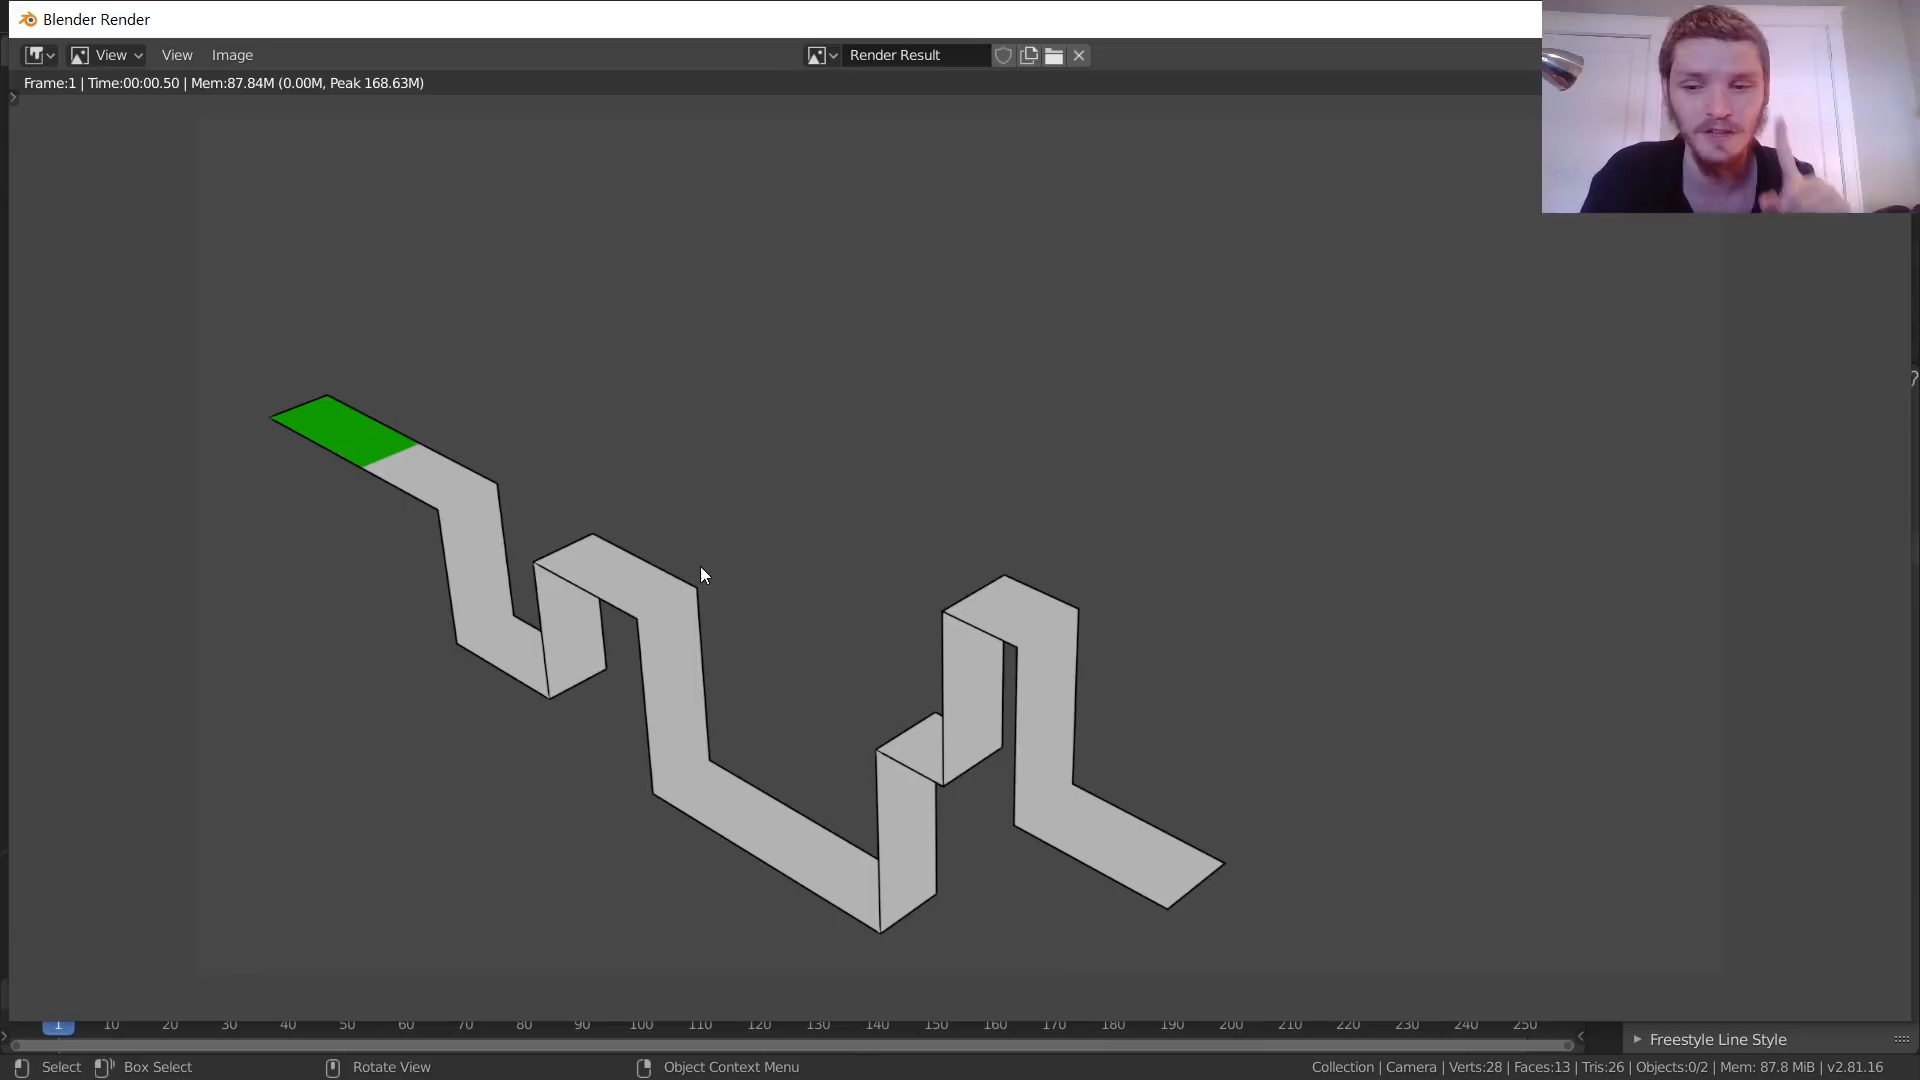 Blender Render
View View Image Render Result
Frame:1 | Time:00:00.50 | Mem:87.84M (0.00M, Peak 168.63M)
1 10 20 30 40 50 60 70 80 90 100 110 120 130 140 150 160 170 180 190 200 210 220 230 240 250
Freestyle Line Style
Select Box Select Rotate View Object Context Menu Collection | Camera | Verts:28 | Faces:13 | Tris:26 | Objects:0/2 | Mem: 87.8 MiB | v2.81.16